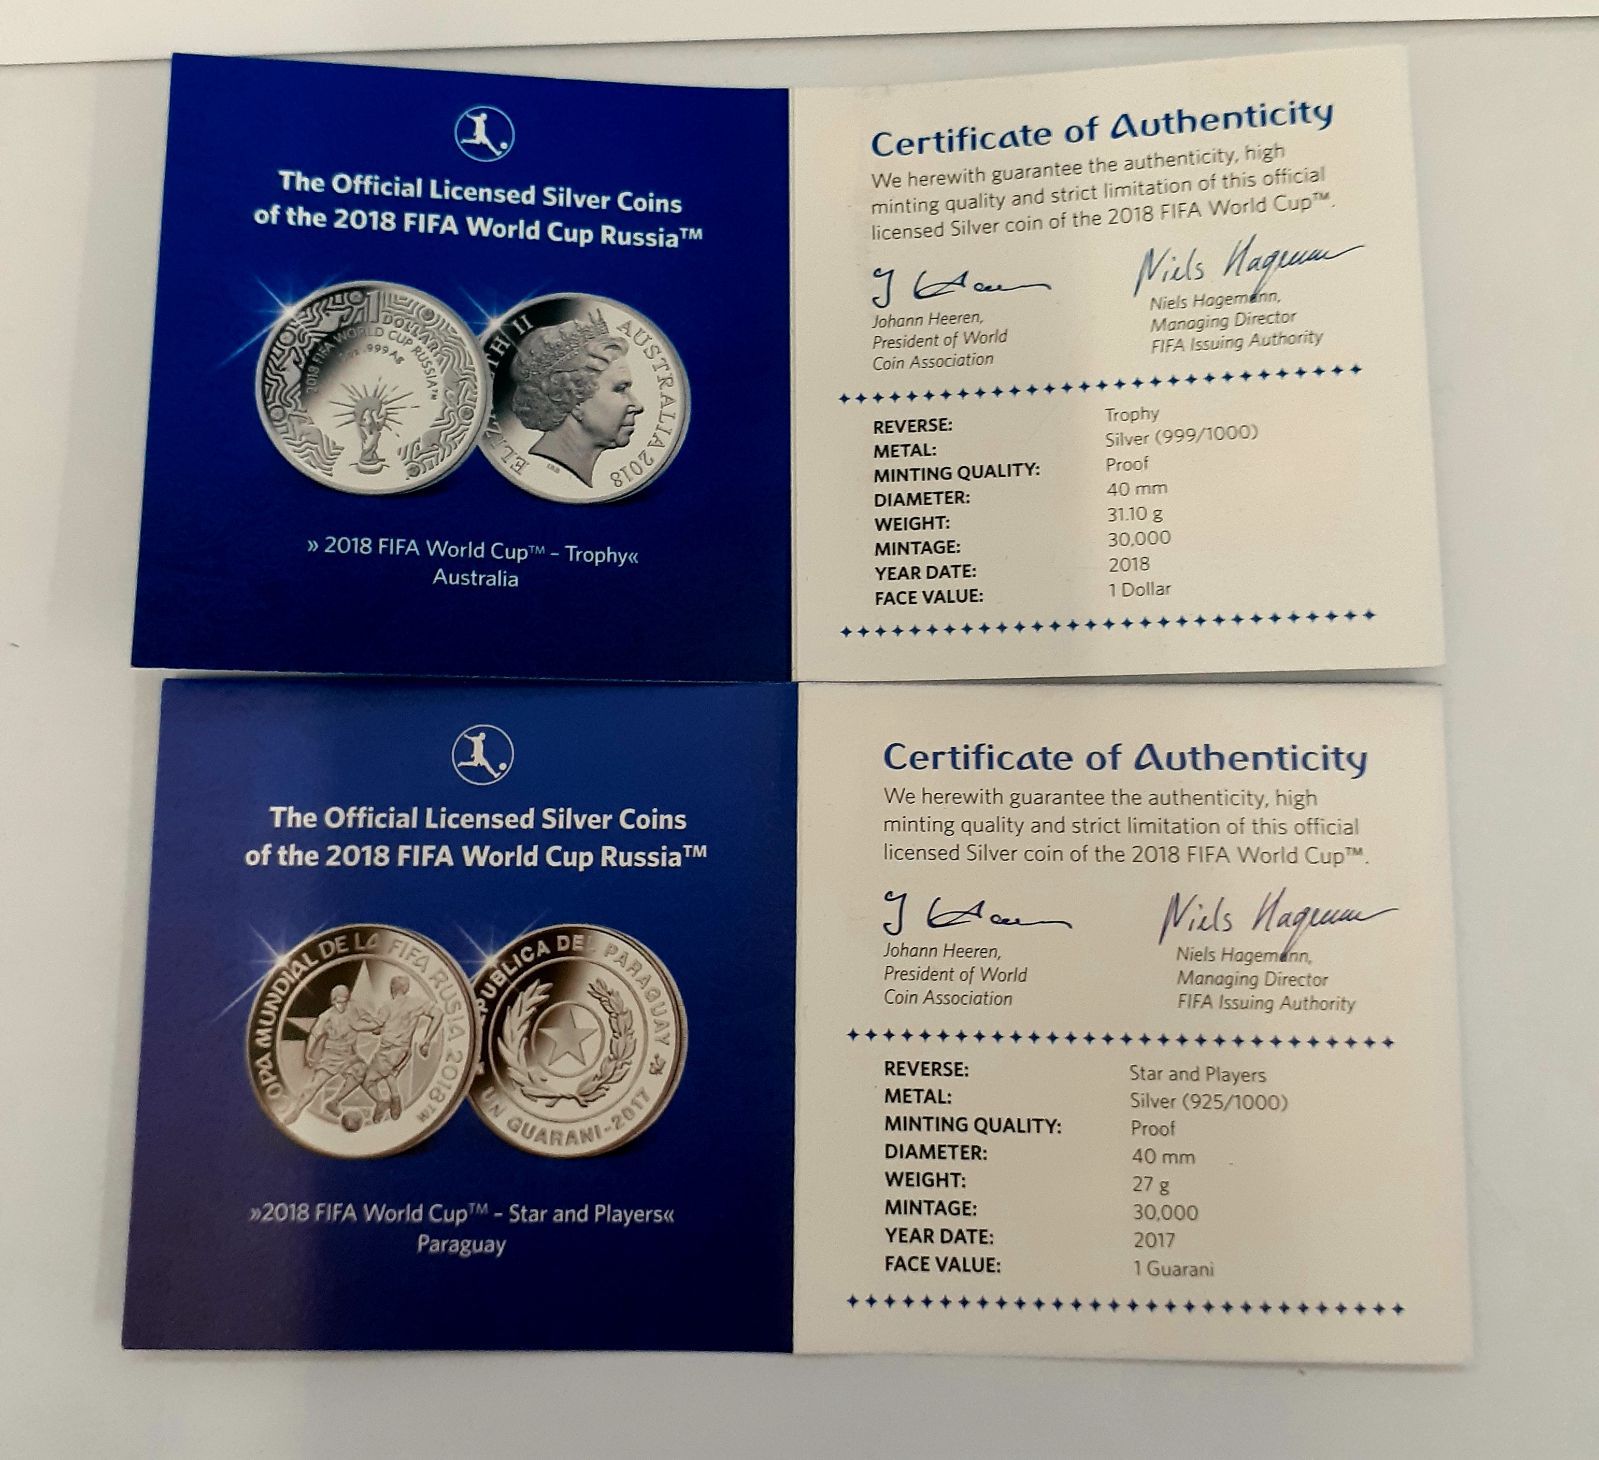 The Official Licensed Silver Coins
of the 2018 FIFA World Cup Russia™
1
DOLLAR
2018 FIFA WORLD CUP RUSSIA™
1oz .999 Ag
ELIZABETH II
AUSTRALIA 2018
IRB
» 2018 FIFA World Cup™ – Trophy«
Australia
Certificate of Authenticity
We herewith guarantee the authenticity, high
minting quality and strict limitation of this official
licensed Silver coin of the 2018 FIFA World Cup™.
Niels Hagemann
Johann Heeren,
President of World
Coin Association
Niels Hagemann,
Managing Director
FIFA Issuing Authority
REVERSE: Trophy
METAL: Silver (999/1000)
MINTING QUALITY: Proof
DIAMETER: 40 mm
WEIGHT: 31.10 g
MINTAGE: 30,000
YEAR DATE: 2018
FACE VALUE: 1 Dollar
The Official Licensed Silver Coins
of the 2018 FIFA World Cup Russia™
COPA MUNDIAL DE LA FIFA RUSIA 2018™
REPUBLICA DEL PARAGUAY
UN GUARANI-2017
»2018 FIFA World Cup™ – Star and Players«
Paraguay
Certificate of Authenticity
We herewith guarantee the authenticity, high
minting quality and strict limitation of this official
licensed Silver coin of the 2018 FIFA World Cup™.
Niels Hagemann
Johann Heeren,
President of World
Coin Association
Niels Hagemann,
Managing Director
FIFA Issuing Authority
REVERSE: Star and Players
METAL: Silver (925/1000)
MINTING QUALITY: Proof
DIAMETER: 40 mm
WEIGHT: 27 g
MINTAGE: 30,000
YEAR DATE: 2017
FACE VALUE: 1 Guarani